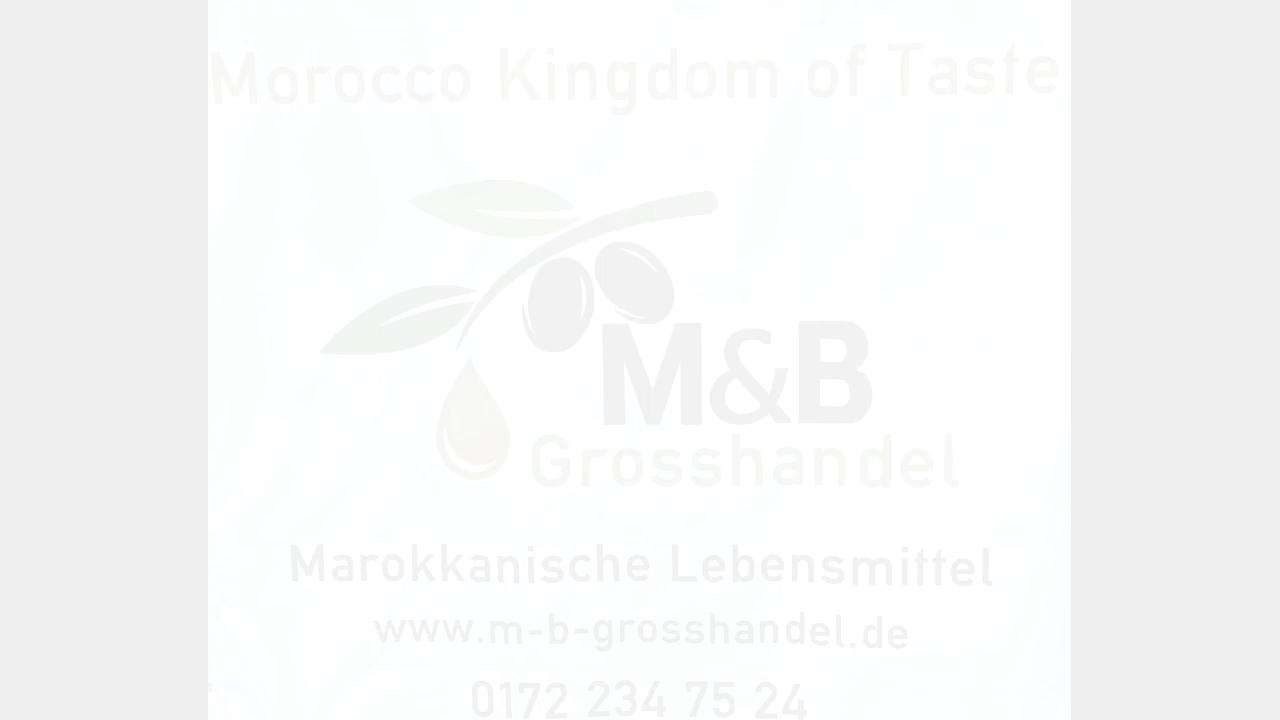 Morocco Kingdom of Taste
M&B
Grosshandel
Marokkanische Lebensmittel
www.m-b-grosshandel.de
0172 234 75 24